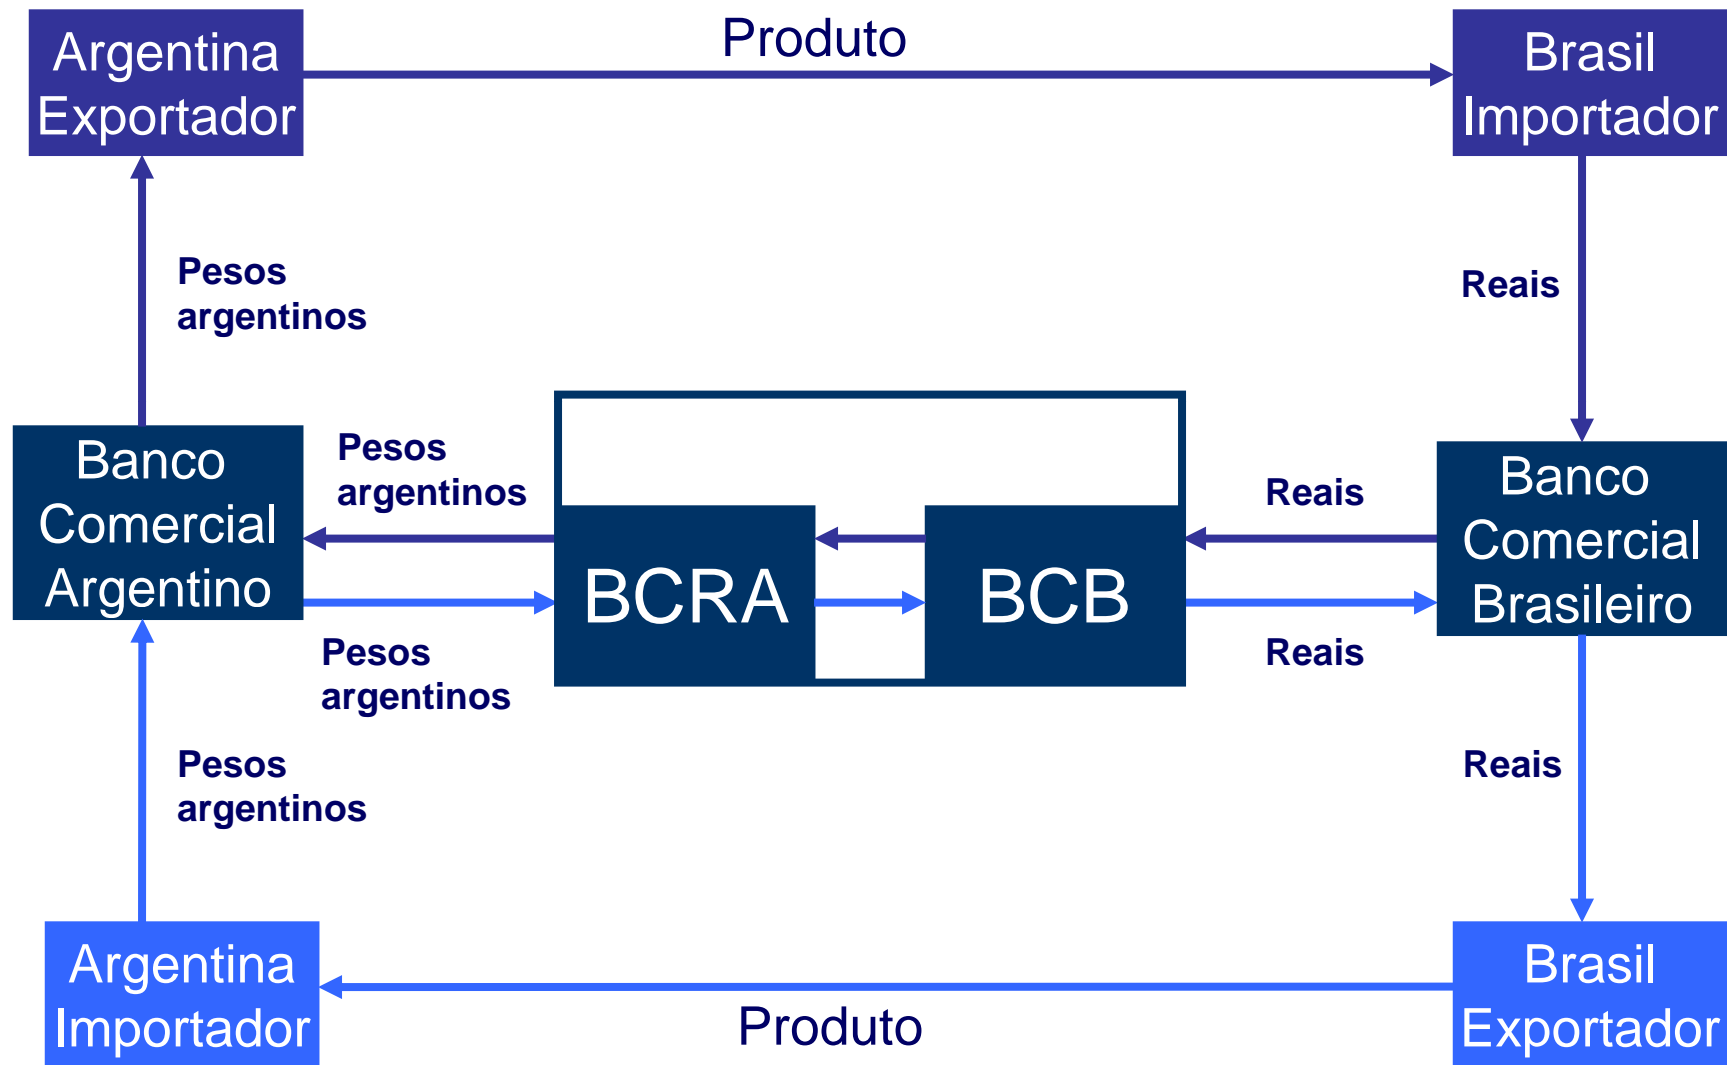 Produto
Argentina
Exportador
Brasil
Importador
Pesos
argentinos
Reais
Banco
Comercial
Argentino
Pesos
argentinos
BCRA
BCB
Reais
Banco
Comercial
Brasileiro
Pesos
argentinos
Reais
Pesos
argentinos
Reais
Argentina
Importador
Produto
Brasil
Exportador